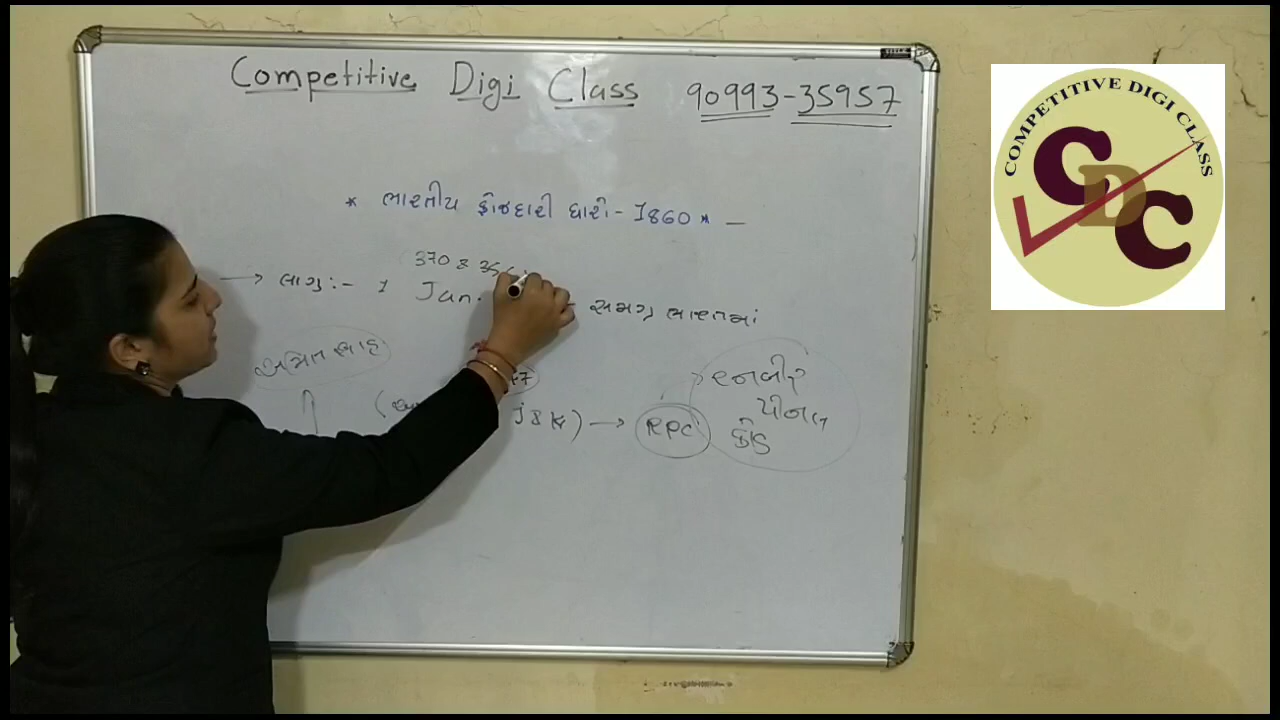 Competitive Digi Class 90993-35957
* ભારતીય ફોજદારી ધારો - 1860 * -
370 & 35
→ લાગુ :- 1 Jan. સમગ્ર ભારતમાં
અમિત શાહ
( J&K) → RPC → રનબીર
પીનલ
કોડ
COMPETITIVE DIGI CLASS
CDC